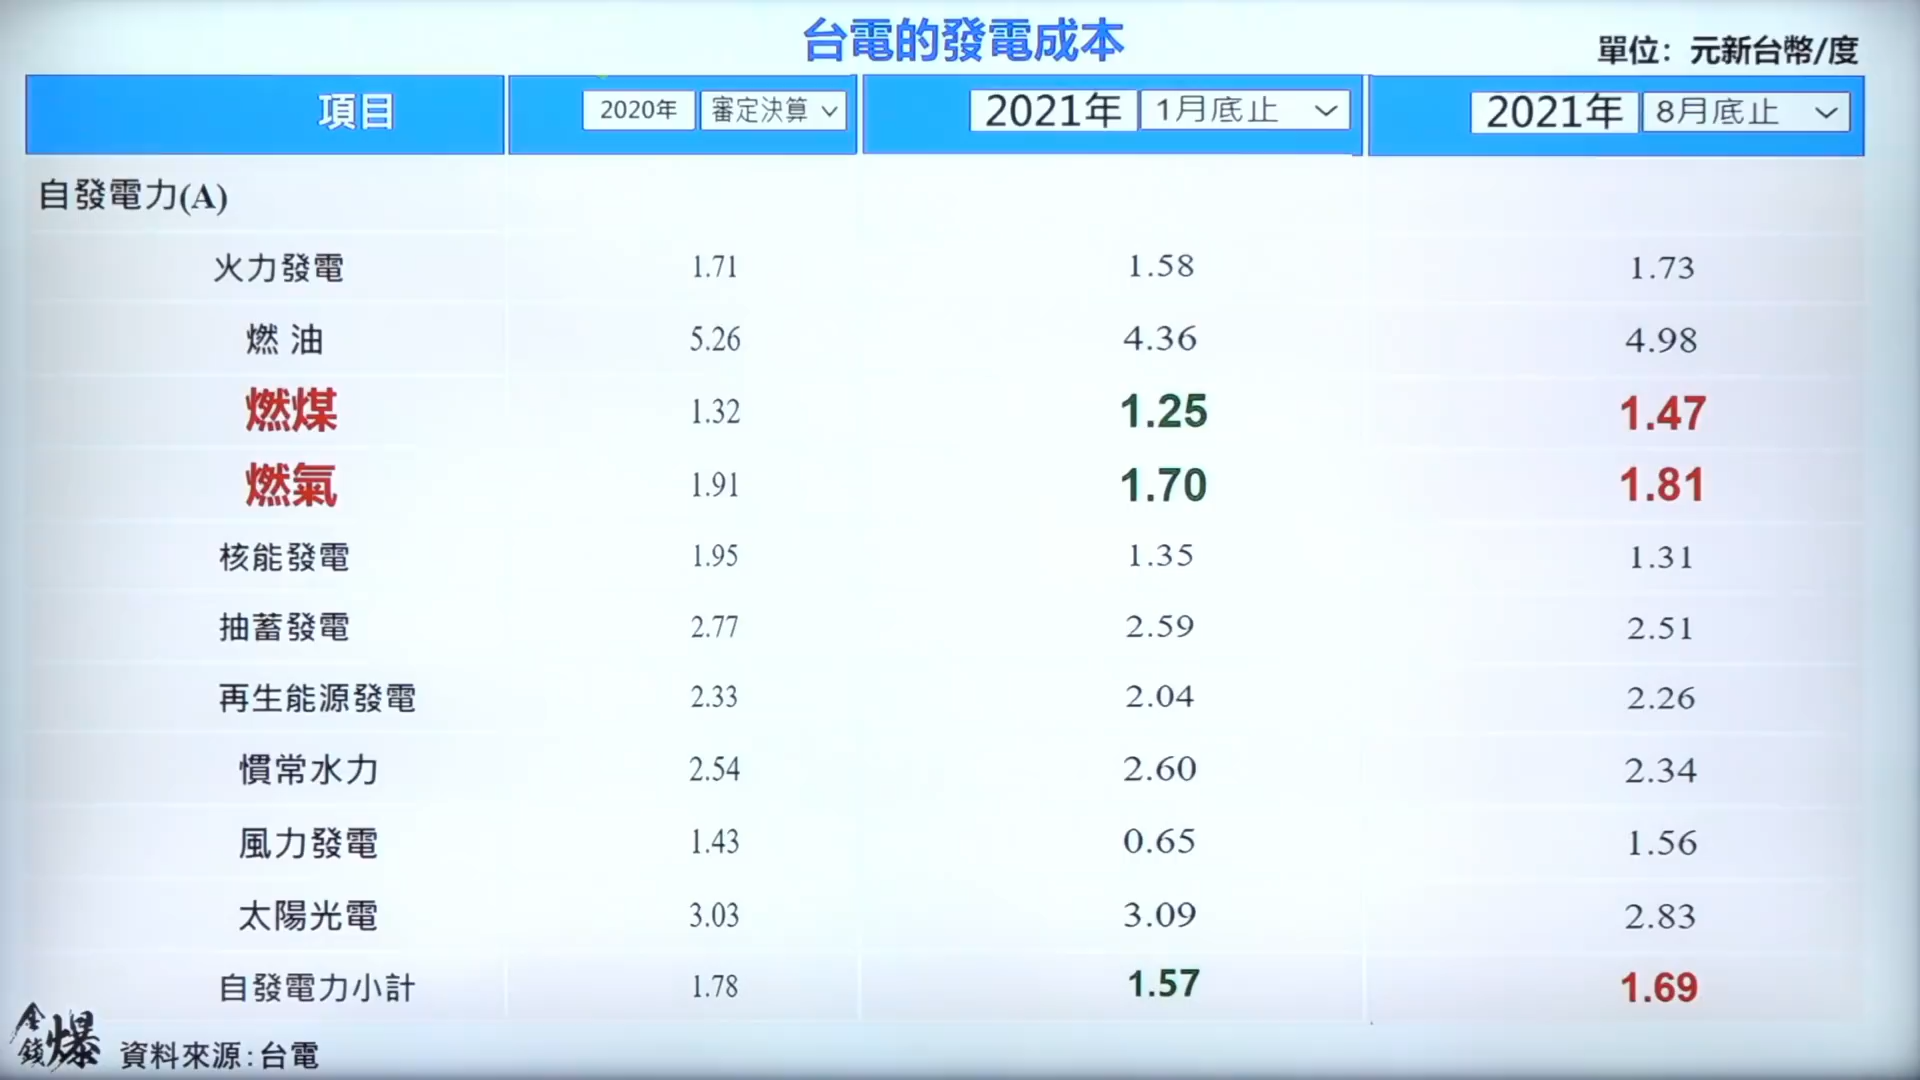 台電的發電成本
單位：元新台幣/度
項目 2020年 審定決算 2021年 1月底止 2021年 8月底止
自發電力(A)
火力發電 1.71 1.58 1.73
燃 油 5.26 4.36 4.98
燃煤 1.32 1.25 1.47
燃氣 1.91 1.70 1.81
核能發電 1.95 1.35 1.31
抽蓄發電 2.77 2.59 2.51
再生能源發電 2.33 2.04 2.26
慣常水力 2.54 2.60 2.34
風力發電 1.43 0.65 1.56
太陽光電 3.03 3.09 2.83
自發電力小計 1.78 1.57 1.69
金錢爆
資料來源:台電